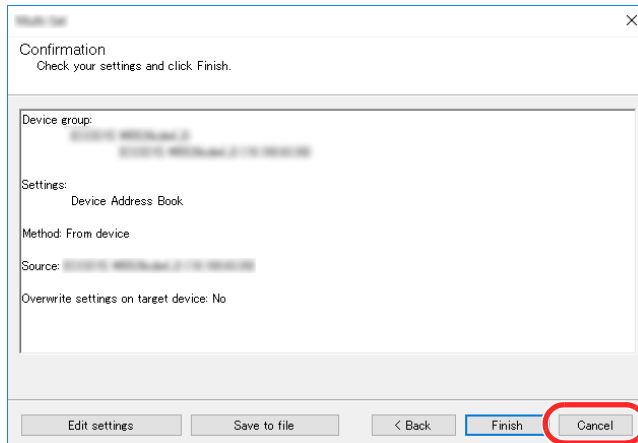 Confirmation
Check your settings and click Finish.
Device group:
Settings:
Device Address Book
Method: From device
Source:
Overwrite settings on target device: No
Edit settings
Save to file
< Back
Finish
Cancel